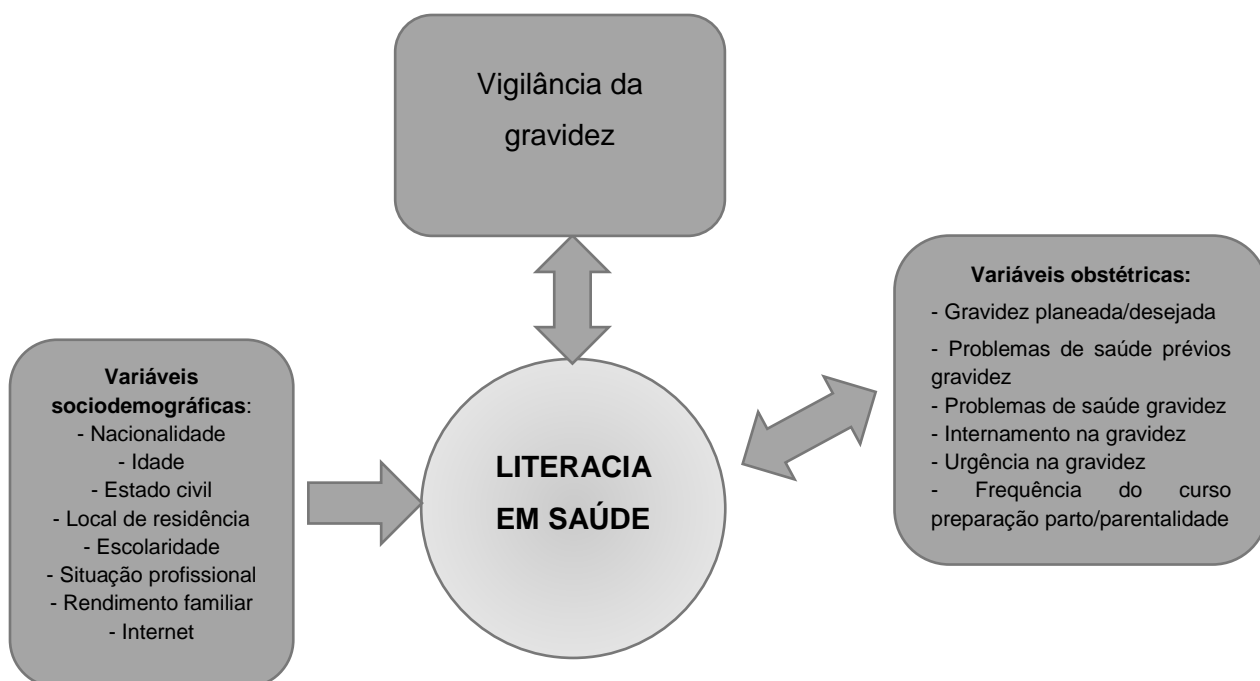 Vigilância da
gravidez
Variáveis
sociodemográficas:
- Nacionalidade
- Idade
- Estado civil
- Local de residência
- Escolaridade
- Situação profissional
- Rendimento familiar
- Internet
LITERACIA
EM SAÚDE
Variáveis obstétricas:
- Gravidez planeada/desejada
- Problemas de saúde prévios
gravidez
- Problemas de saúde gravidez
- Internamento na gravidez
- Urgência na gravidez
- Frequência do curso
preparação parto/parentalidade